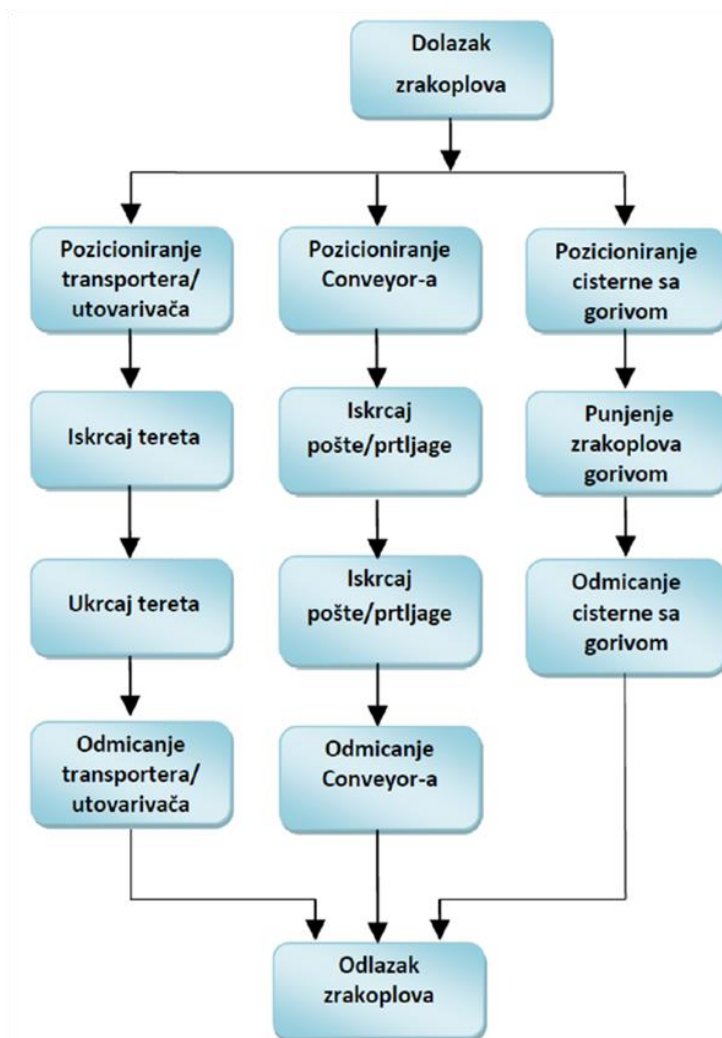 Dolazak
zrakoplova
Pozicioniranje
transportera/
utovarivača
Pozicioniranje
Conveyor-a
Pozicioniranje
cisterne sa
gorivom
Iskrcaj tereta
Iskrcaj
pošte/prtljage
Punjenje
zrakoplova
gorivom
Ukrcaj tereta
Iskrcaj
pošte/prtljage
Odmicanje
cisterne sa
gorivom
Odmicanje
transportera/
utovarivača
Odmicanje
Conveyor-a
Odlazak
zrakoplova